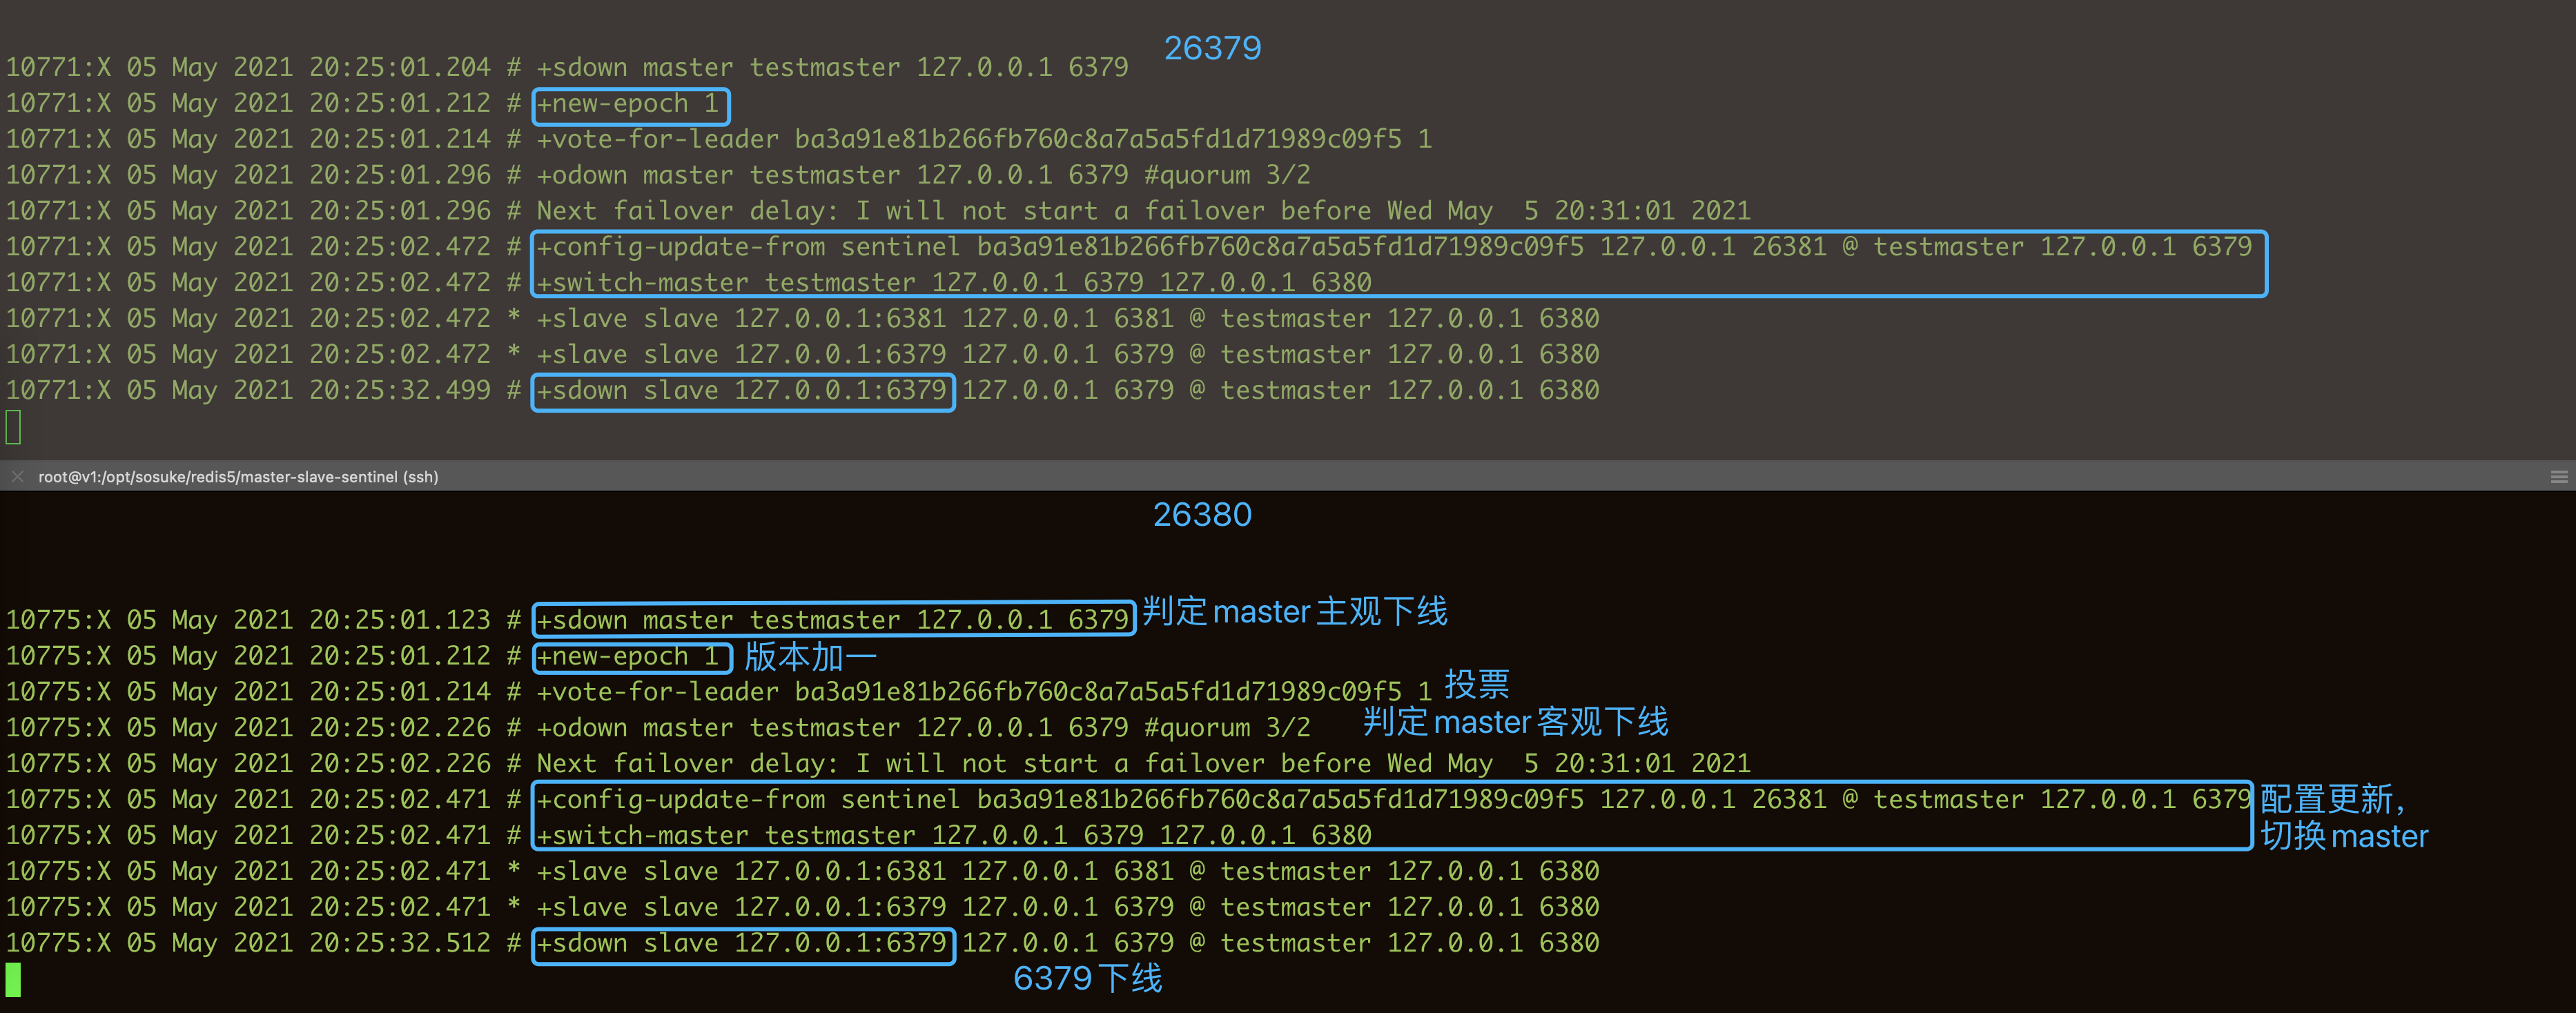 26379
10771:X 05 May 2021 20:25:01.204 # +sdown master testmaster 127.0.0.1 6379
10771:X 05 May 2021 20:25:01.212 # +new-epoch 1
10771:X 05 May 2021 20:25:01.214 # +vote-for-leader ba3a91e81b266fb760c8a7a5a5fd1d71989c09f5 1
10771:X 05 May 2021 20:25:01.296 # +odown master testmaster 127.0.0.1 6379 #quorum 3/2
10771:X 05 May 2021 20:25:01.296 # Next failover delay: I will not start a failover before Wed May  5 20:31:01 2021
10771:X 05 May 2021 20:25:02.472 # +config-update-from sentinel ba3a91e81b266fb760c8a7a5a5fd1d71989c09f5 127.0.0.1 26381 @ testmaster 127.0.0.1 6379
10771:X 05 May 2021 20:25:02.472 # +switch-master testmaster 127.0.0.1 6379 127.0.0.1 6380
10771:X 05 May 2021 20:25:02.472 * +slave slave 127.0.0.1:6381 127.0.0.1 6381 @ testmaster 127.0.0.1 6380
10771:X 05 May 2021 20:25:02.472 * +slave slave 127.0.0.1:6379 127.0.0.1 6379 @ testmaster 127.0.0.1 6380
10771:X 05 May 2021 20:25:32.499 # +sdown slave 127.0.0.1:6379 127.0.0.1 6379 @ testmaster 127.0.0.1 6380
root@v1:/opt/sosuke/redis5/master-slave-sentinel (ssh)
26380
10775:X 05 May 2021 20:25:01.123 # +sdown master testmaster 127.0.0.1 6379 判定master主观下线
10775:X 05 May 2021 20:25:01.212 # +new-epoch 1 版本加一
10775:X 05 May 2021 20:25:01.214 # +vote-for-leader ba3a91e81b266fb760c8a7a5a5fd1d71989c09f5 1 投票
10775:X 05 May 2021 20:25:02.226 # +odown master testmaster 127.0.0.1 6379 #quorum 3/2 判定master客观下线
10775:X 05 May 2021 20:25:02.226 # Next failover delay: I will not start a failover before Wed May  5 20:31:01 2021
10775:X 05 May 2021 20:25:02.471 # +config-update-from sentinel ba3a91e81b266fb760c8a7a5a5fd1d71989c09f5 127.0.0.1 26381 @ testmaster 127.0.0.1 6379 配置更新，
10775:X 05 May 2021 20:25:02.471 # +switch-master testmaster 127.0.0.1 6379 127.0.0.1 6380 切换master
10775:X 05 May 2021 20:25:02.471 * +slave slave 127.0.0.1:6381 127.0.0.1 6381 @ testmaster 127.0.0.1 6380
10775:X 05 May 2021 20:25:02.471 * +slave slave 127.0.0.1:6379 127.0.0.1 6379 @ testmaster 127.0.0.1 6380
10775:X 05 May 2021 20:25:32.512 # +sdown slave 127.0.0.1:6379 127.0.0.1 6379 @ testmaster 127.0.0.1 6380
6379下线